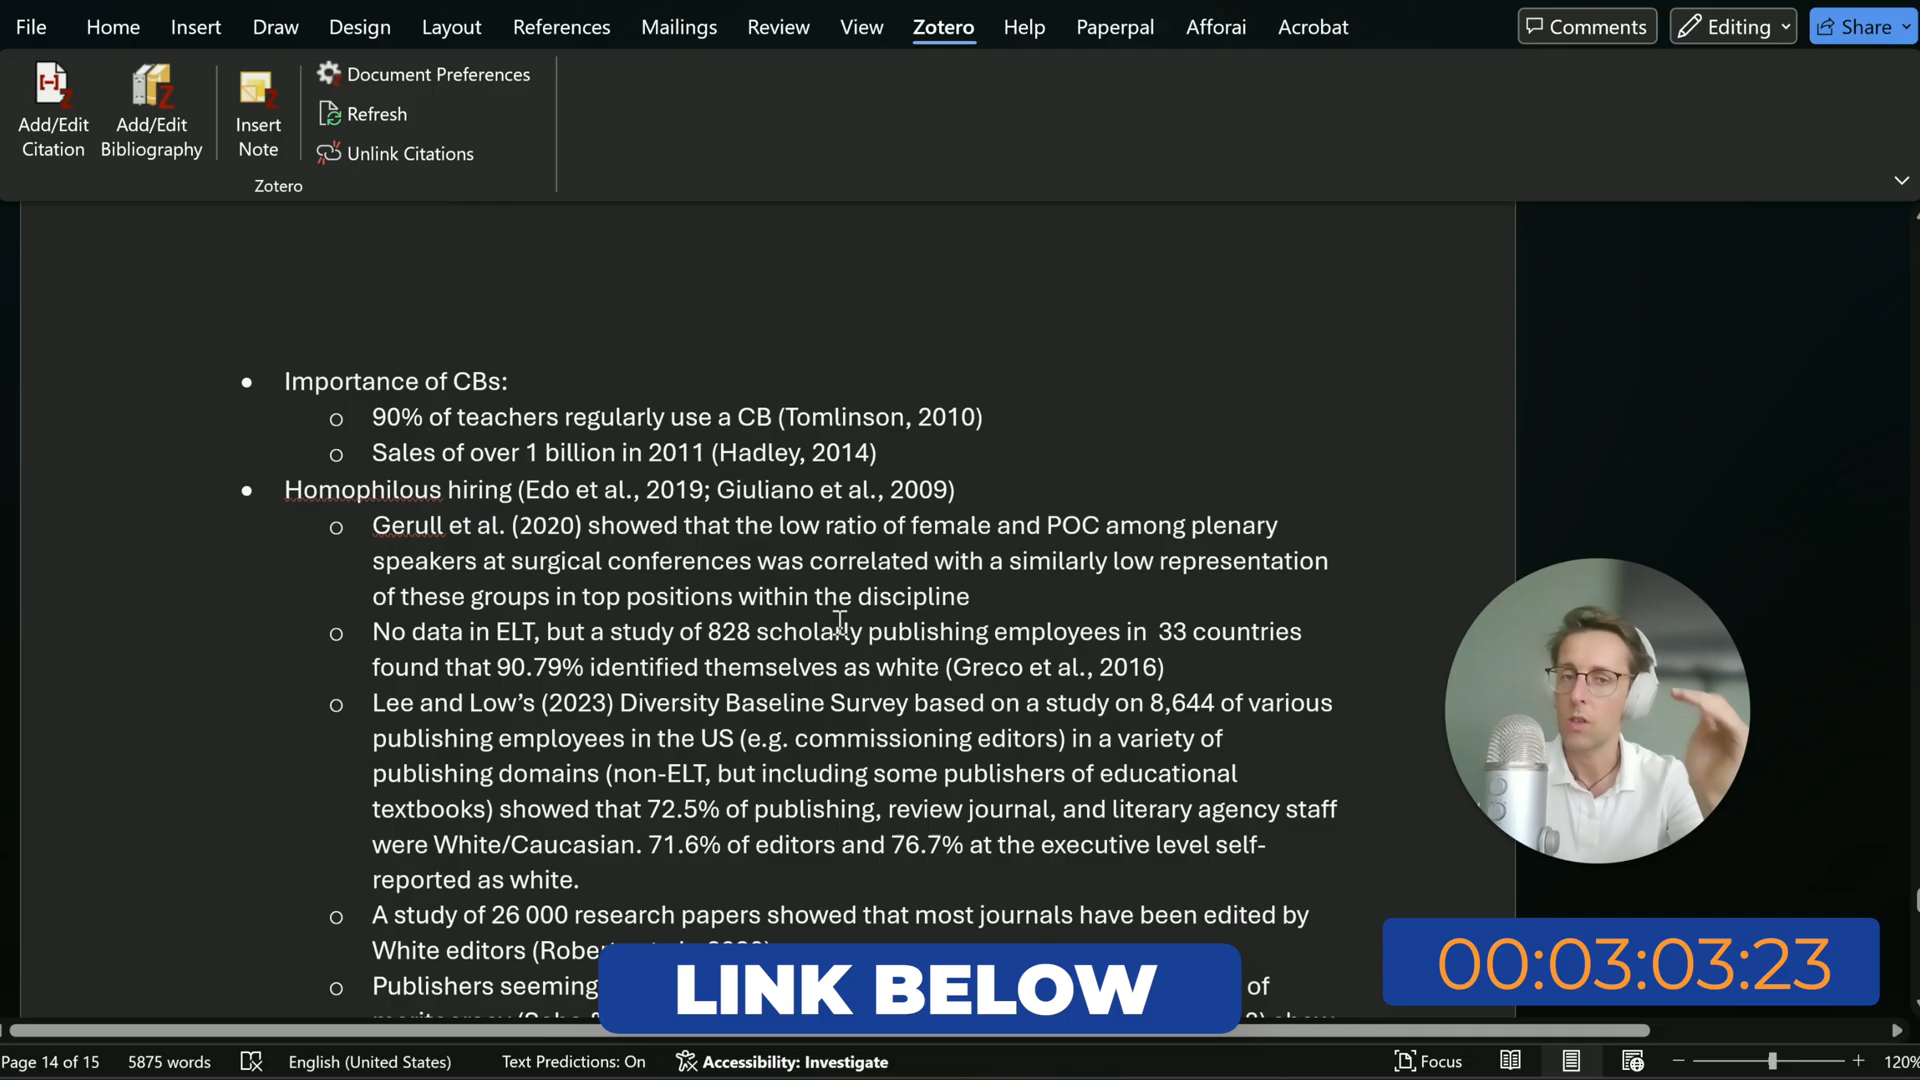 File Home Insert Draw Design Layout References Mailings Review View Zotero Help Paperpal Afforai Acrobat Comments Editing Share
Add/Edit Citation
Add/Edit Bibliography
Insert Note
Document Preferences
Refresh
Unlink Citations
Zotero
• Importance of CBs:
o 90% of teachers regularly use a CB (Tomlinson, 2010)
o Sales of over 1 billion in 2011 (Hadley, 2014)
• Homophilous hiring (Edo et al., 2019; Giuliano et al., 2009)
o Gerull et al. (2020) showed that the low ratio of female and POC among plenary
speakers at surgical conferences was correlated with a similarly low representation
of these groups in top positions within the discipline
o No data in ELT, but a study of 828 scholarly publishing employees in  33 countries
found that 90.79% identified themselves as white (Greco et al., 2016)
o Lee and Low’s (2023) Diversity Baseline Survey based on a study on 8,644 of various
publishing employees in the US (e.g. commissioning editors) in a variety of
publishing domains (non-ELT, but including some publishers of educational
textbooks) showed that 72.5% of publishing, review journal, and literary agency staff
were White/Caucasian. 71.6% of editors and 76.7% at the executive level self-
reported as white.
o A study of 26 000 research papers showed that most journals have been edited by
White editors
o Publishers of
LINK BELOW
00:03:03:23
Page 14 of 15 5875 words English (United States) Text Predictions: On Accessibility: Investigate Focus 120%